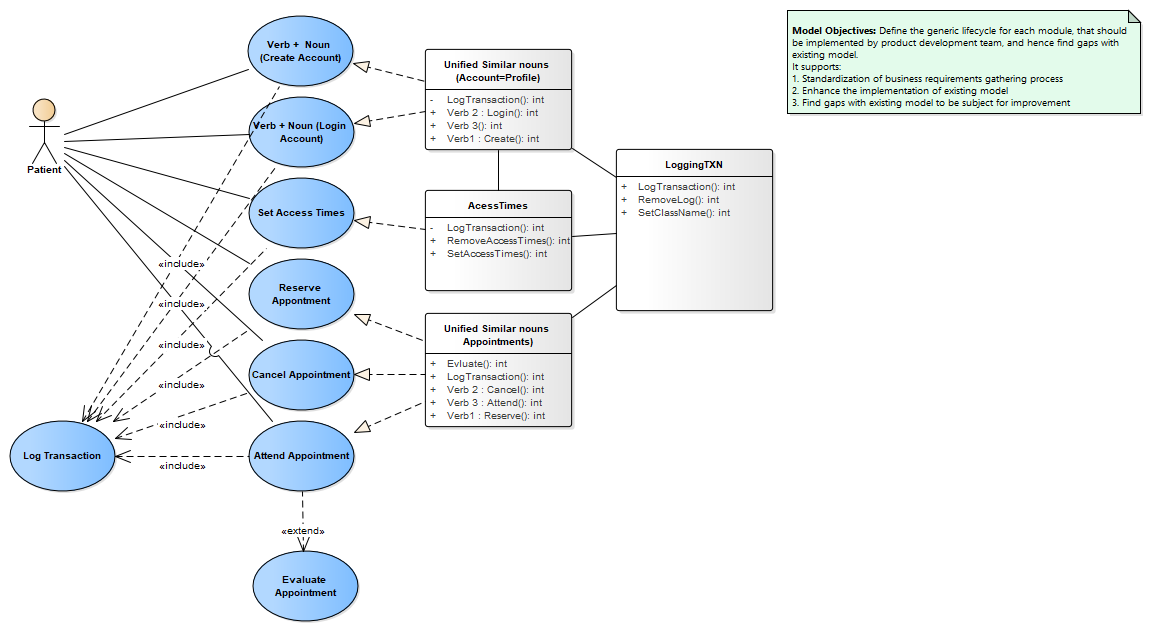 Verb + Noun
(Create Account)
Verb + Noun (Login
Account)
Set Access Times
Reserve
Appontment
Cancel Appointment
Attend Appointment
Evaluate
Appointment
Log Transaction
Patient
«include»
«include»
«include»
«include»
«include»
«include»
«extend»
Unified Similar nouns
(Account=Profile)
- LogTransaction(): int
+ Verb 2 : Login(): int
+ Verb 3(): int
+ Verb1 : Create(): int
AcessTimes
- LogTransaction(): int
+ RemoveAccessTimes(): int
+ SetAccessTimes(): int
Unified Similar nouns
Appointments)
+ Evluate(): int
+ LogTransaction(): int
+ Verb 2 : Cancel(): int
+ Verb 3 : Attend(): int
+ Verb1 : Reserve(): int
LoggingTXN
+ LogTransaction(): int
+ RemoveLog(): int
+ SetClassName(): int
Model Objectives: Define the generic lifecycle for each module, that should
be implemented by product development team, and hence find gaps with
existing model.
It supports:
1. Standardization of business requirements gathering process
2. Enhance the implementation of existing model
3. Find gaps with existing model to be subject for improvement